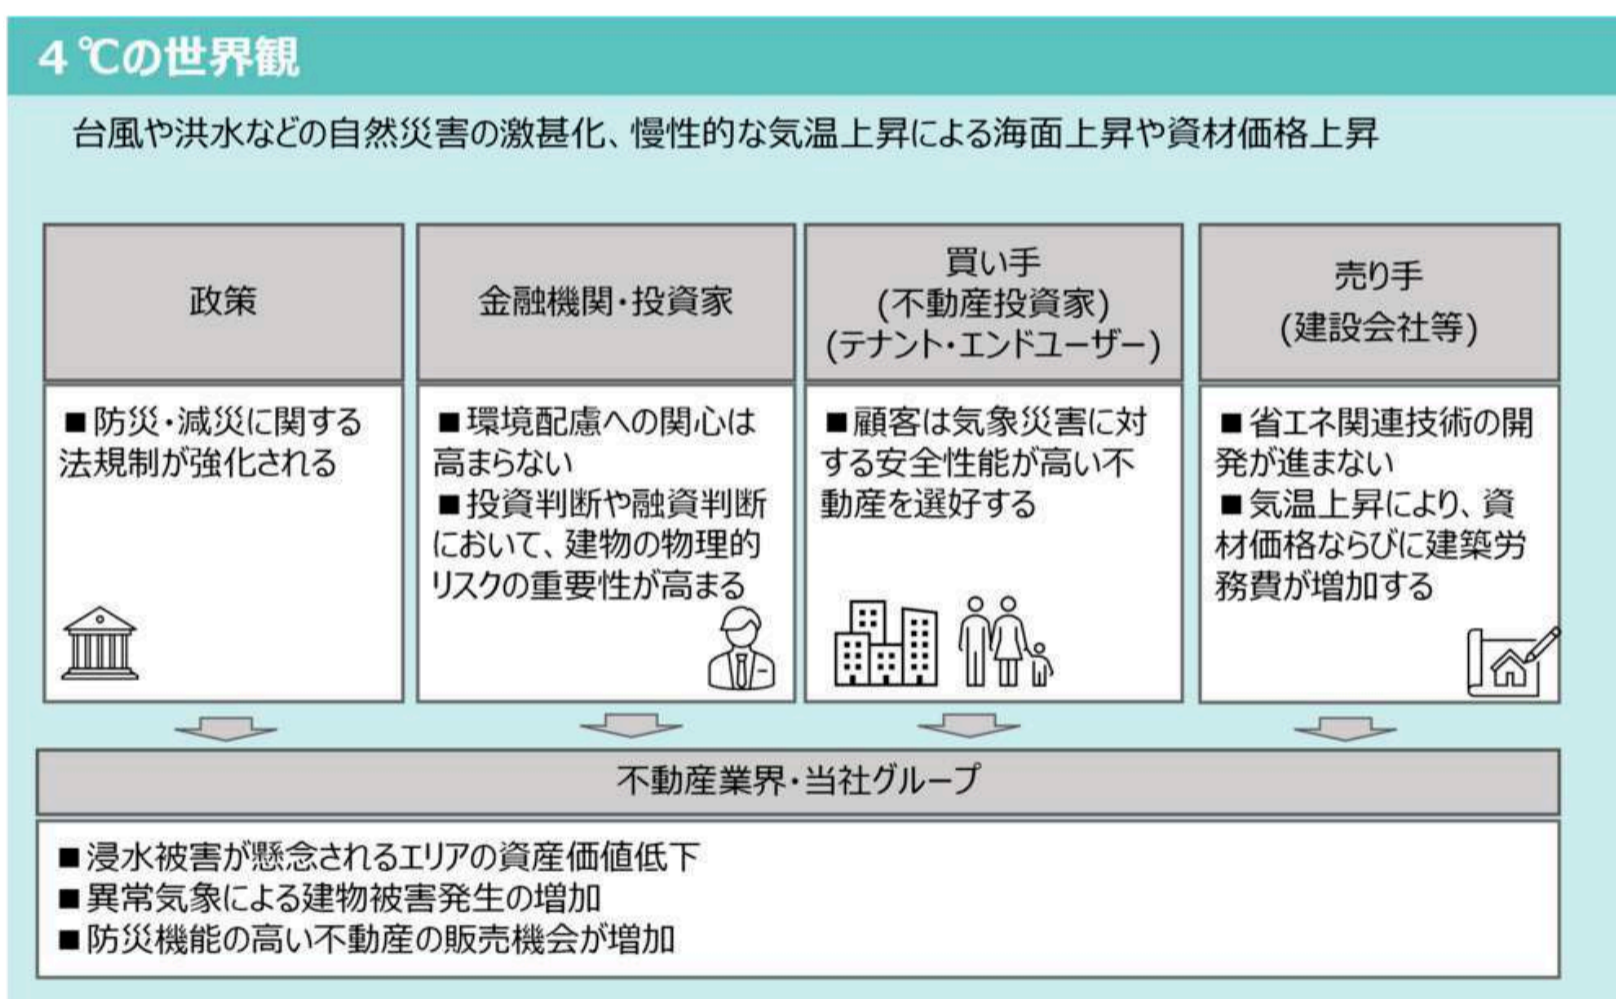 4℃の世界観
台風や洪水などの自然災害の激甚化、慢性的な気温上昇による海面上昇や資材価格上昇
政策
■防災・減災に関する
法規制が強化される
金融機関・投資家
■環境配慮への関心は
高まらない
■投資判断や融資判断
において、建物の物理的
リスクの重要性が高まる
買い手
(不動産投資家)
(テナント・エンドユーザー)
■顧客は気象災害に対
する安全性能が高い不
動産を選好する
売り手
(建設会社等)
■省エネ関連技術の開
発が進まない
■気温上昇により、資
材価格ならびに建築労
務費が増加する
不動産業界・当社グループ
■浸水被害が懸念されるエリアの資産価値低下
■異常気象による建物被害発生の増加
■防災機能の高い不動産の販売機会が増加